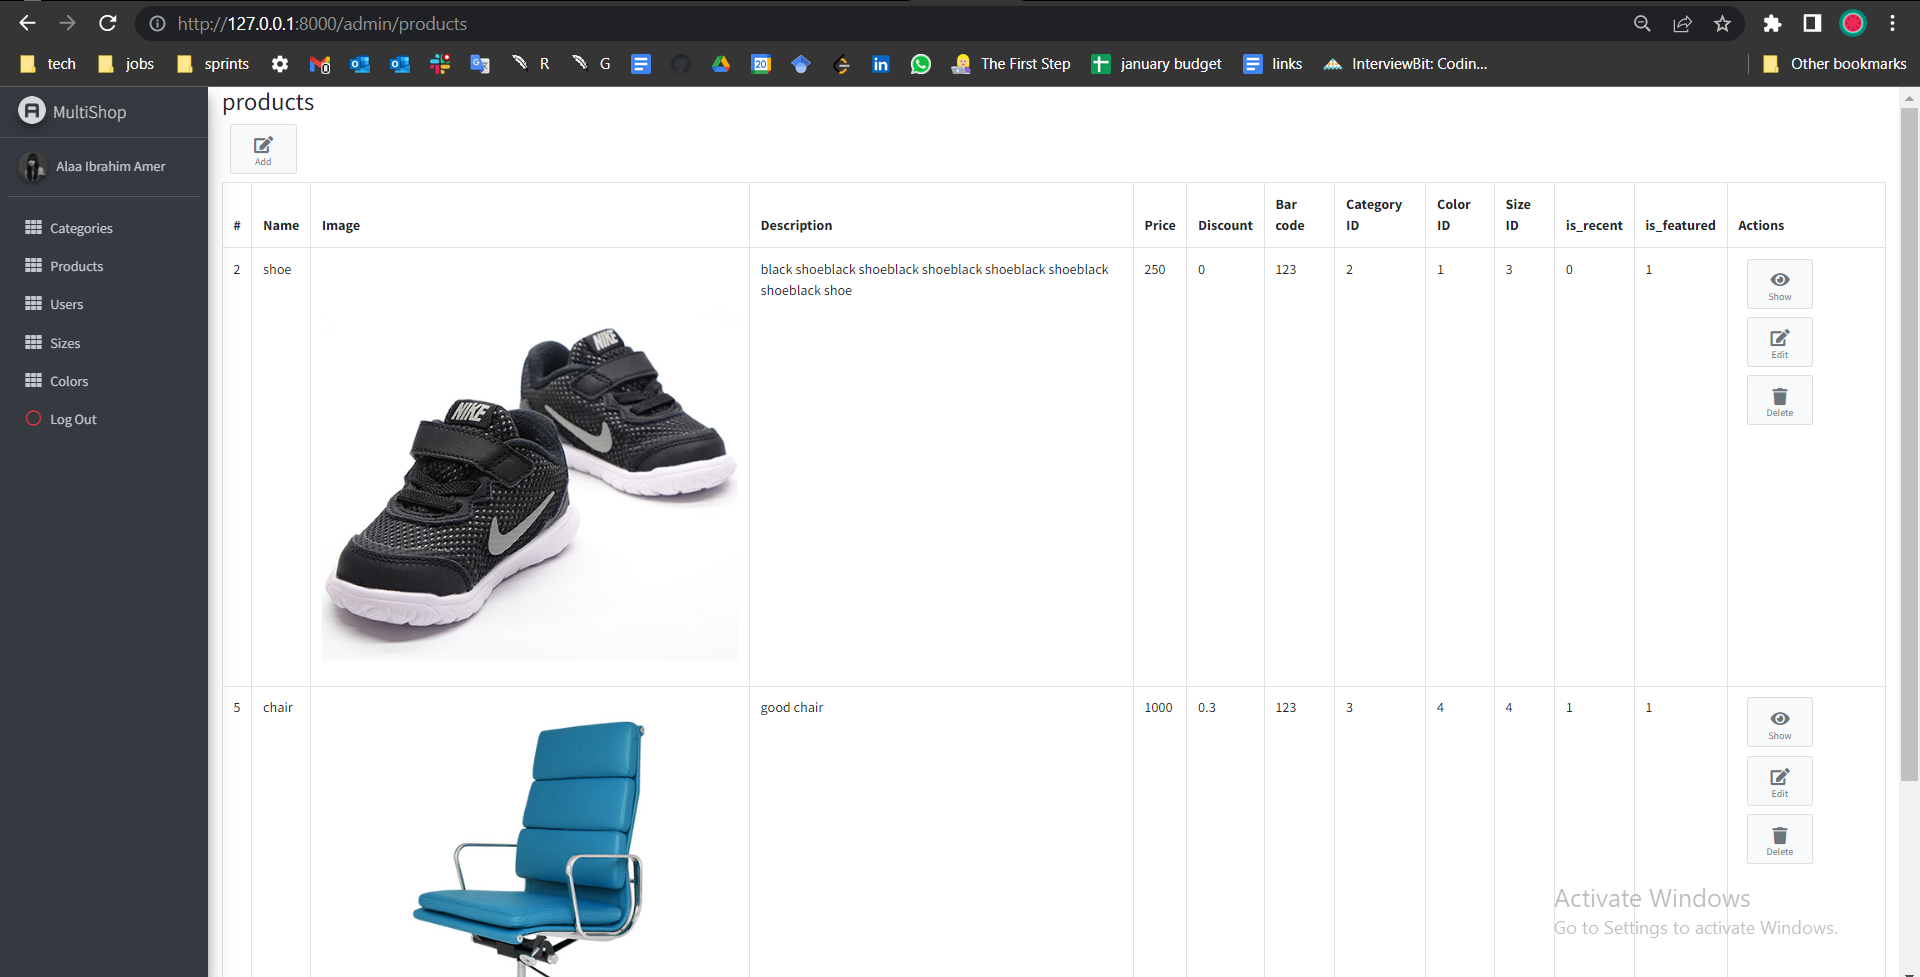 http://127.0.0.1:8000/admin/products
tech jobs sprints R G The First Step january budget links InterviewBit: Codin... Other bookmarks
MultiShop
Alaa Ibrahim Amer
Categories
Products
Users
Sizes
Colors
Log Out
products
Add
# Name Image Description Price Discount Bar code Category ID Color ID Size ID is_recent is_featured Actions
2 shoe black shoeblack shoeblack shoeblack shoeblack shoeblack 250 0 123 2 1 3 0 1
shoeblack shoe
NIKE
NIKE
Show
Edit
Delete
5 chair good chair 1000 0.3 123 3 4 4 1 1
Show
Edit
Delete
Activate Windows
Go to Settings to activate Windows.